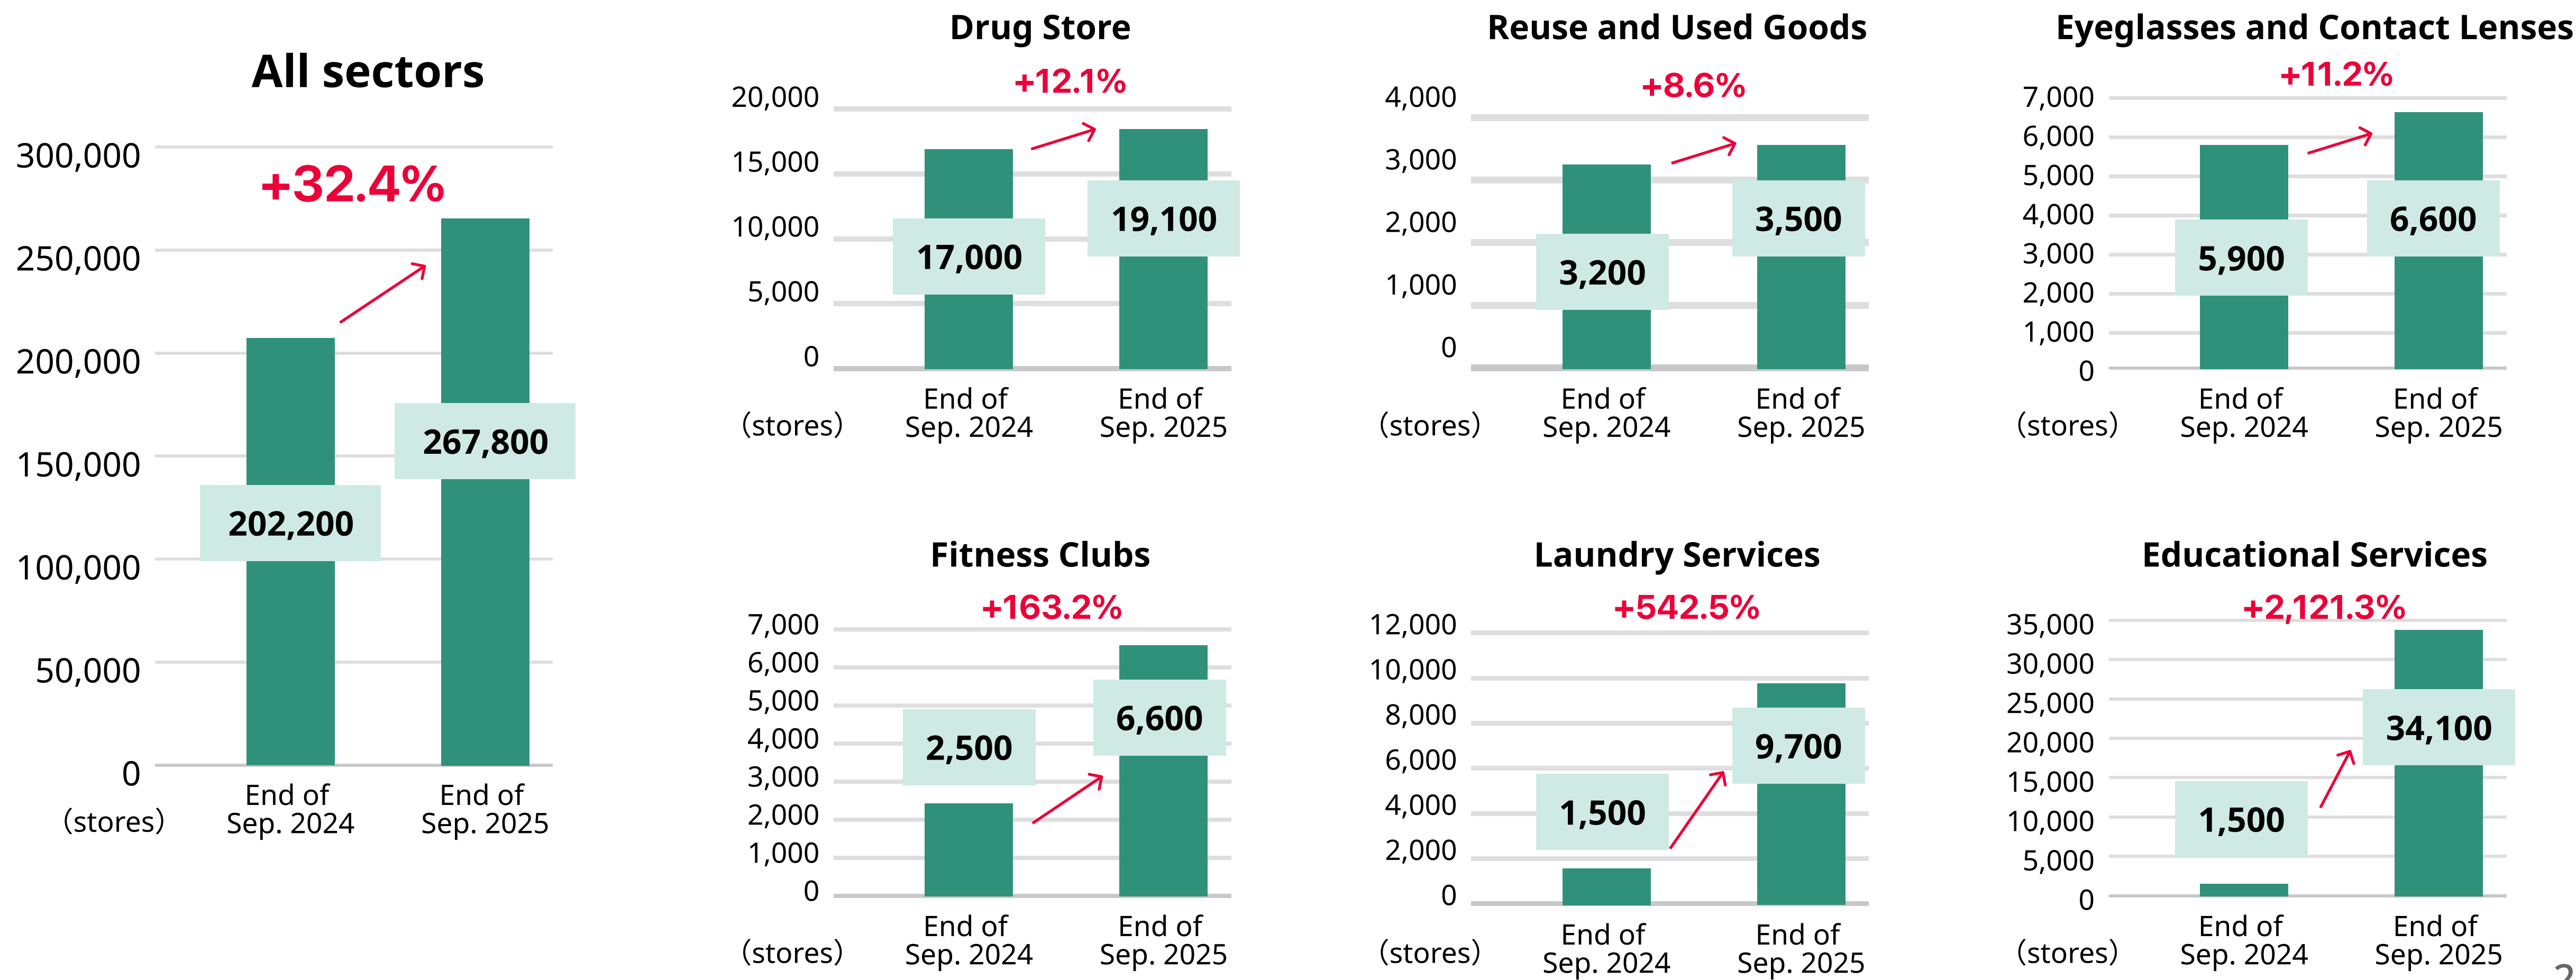 All sectors
+32.4%
300,000
250,000
200,000
150,000
100,000
50,000
0
202,200
267,800
(stores)
End of
Sep. 2024
End of
Sep. 2025
Drug Store
+12.1%
20,000
15,000
10,000
5,000
0
17,000
19,100
(stores)
End of
Sep. 2024
End of
Sep. 2025
Reuse and Used Goods
+8.6%
4,000
3,000
2,000
1,000
0
3,200
3,500
(stores)
End of
Sep. 2024
End of
Sep. 2025
Eyeglasses and Contact Lenses
+11.2%
7,000
6,000
5,000
4,000
3,000
2,000
1,000
0
5,900
6,600
(stores)
End of
Sep. 2024
End of
Sep. 2025
Fitness Clubs
+163.2%
7,000
6,000
5,000
4,000
3,000
2,000
1,000
0
2,500
6,600
(stores)
End of
Sep. 2024
End of
Sep. 2025
Laundry Services
+542.5%
12,000
10,000
8,000
6,000
4,000
2,000
0
1,500
9,700
(stores)
End of
Sep. 2024
End of
Sep. 2025
Educational Services
+2,121.3%
35,000
30,000
25,000
20,000
15,000
10,000
5,000
0
1,500
34,100
(stores)
End of
Sep. 2024
End of
Sep. 2025